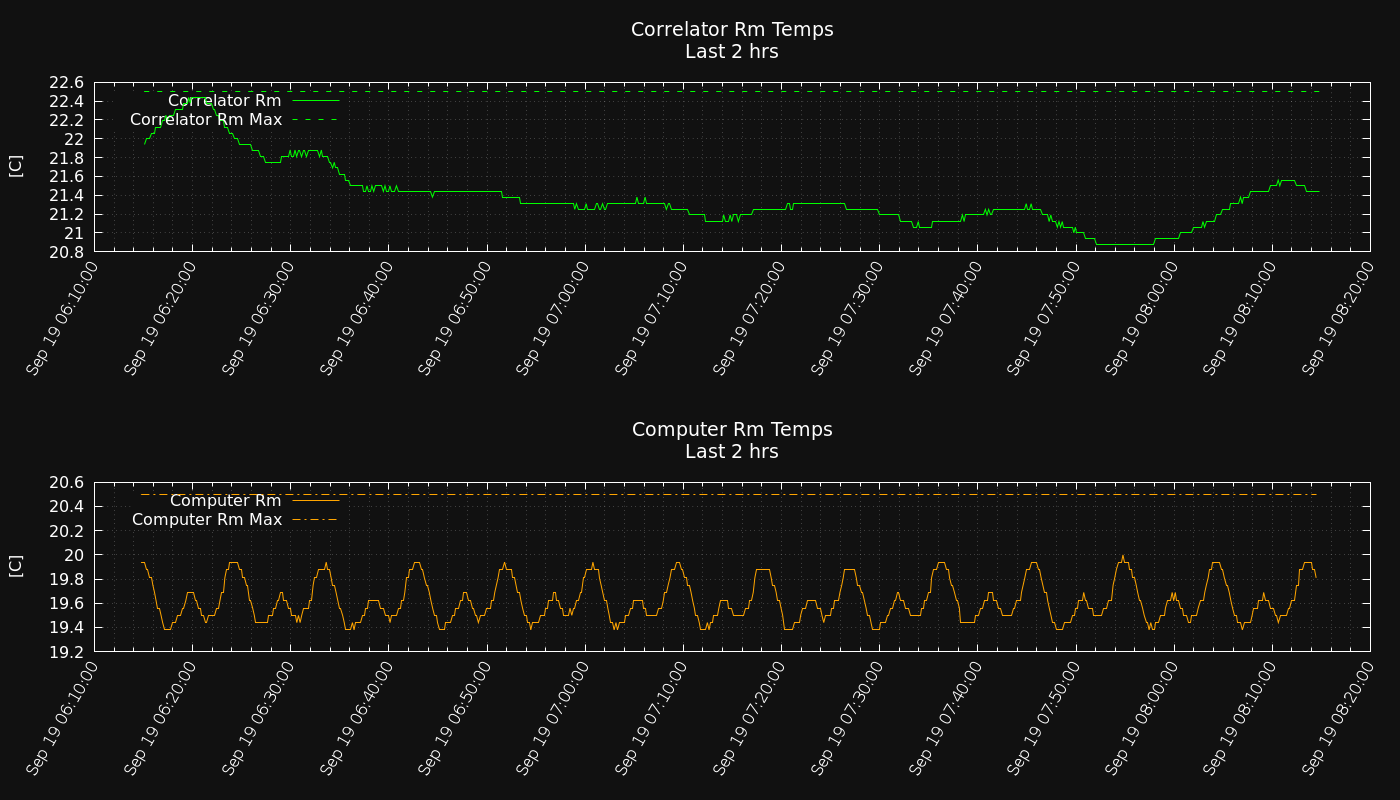 Correlator Rm Temps
Last 2 hrs
[C]
22.6
22.4
22.2
22
21.8
21.6
21.4
21.2
21
20.8
Correlator Rm
Correlator Rm Max
Sep 19 06:10:00
Sep 19 06:20:00
Sep 19 06:30:00
Sep 19 06:40:00
Sep 19 06:50:00
Sep 19 07:00:00
Sep 19 07:10:00
Sep 19 07:20:00
Sep 19 07:30:00
Sep 19 07:40:00
Sep 19 07:50:00
Sep 19 08:00:00
Sep 19 08:10:00
Sep 19 08:20:00
Computer Rm Temps
Last 2 hrs
[C]
20.6
20.4
20.2
20
19.8
19.6
19.4
19.2
Computer Rm
Computer Rm Max
Sep 19 06:10:00
Sep 19 06:20:00
Sep 19 06:30:00
Sep 19 06:40:00
Sep 19 06:50:00
Sep 19 07:00:00
Sep 19 07:10:00
Sep 19 07:20:00
Sep 19 07:30:00
Sep 19 07:40:00
Sep 19 07:50:00
Sep 19 08:00:00
Sep 19 08:10:00
Sep 19 08:20:00